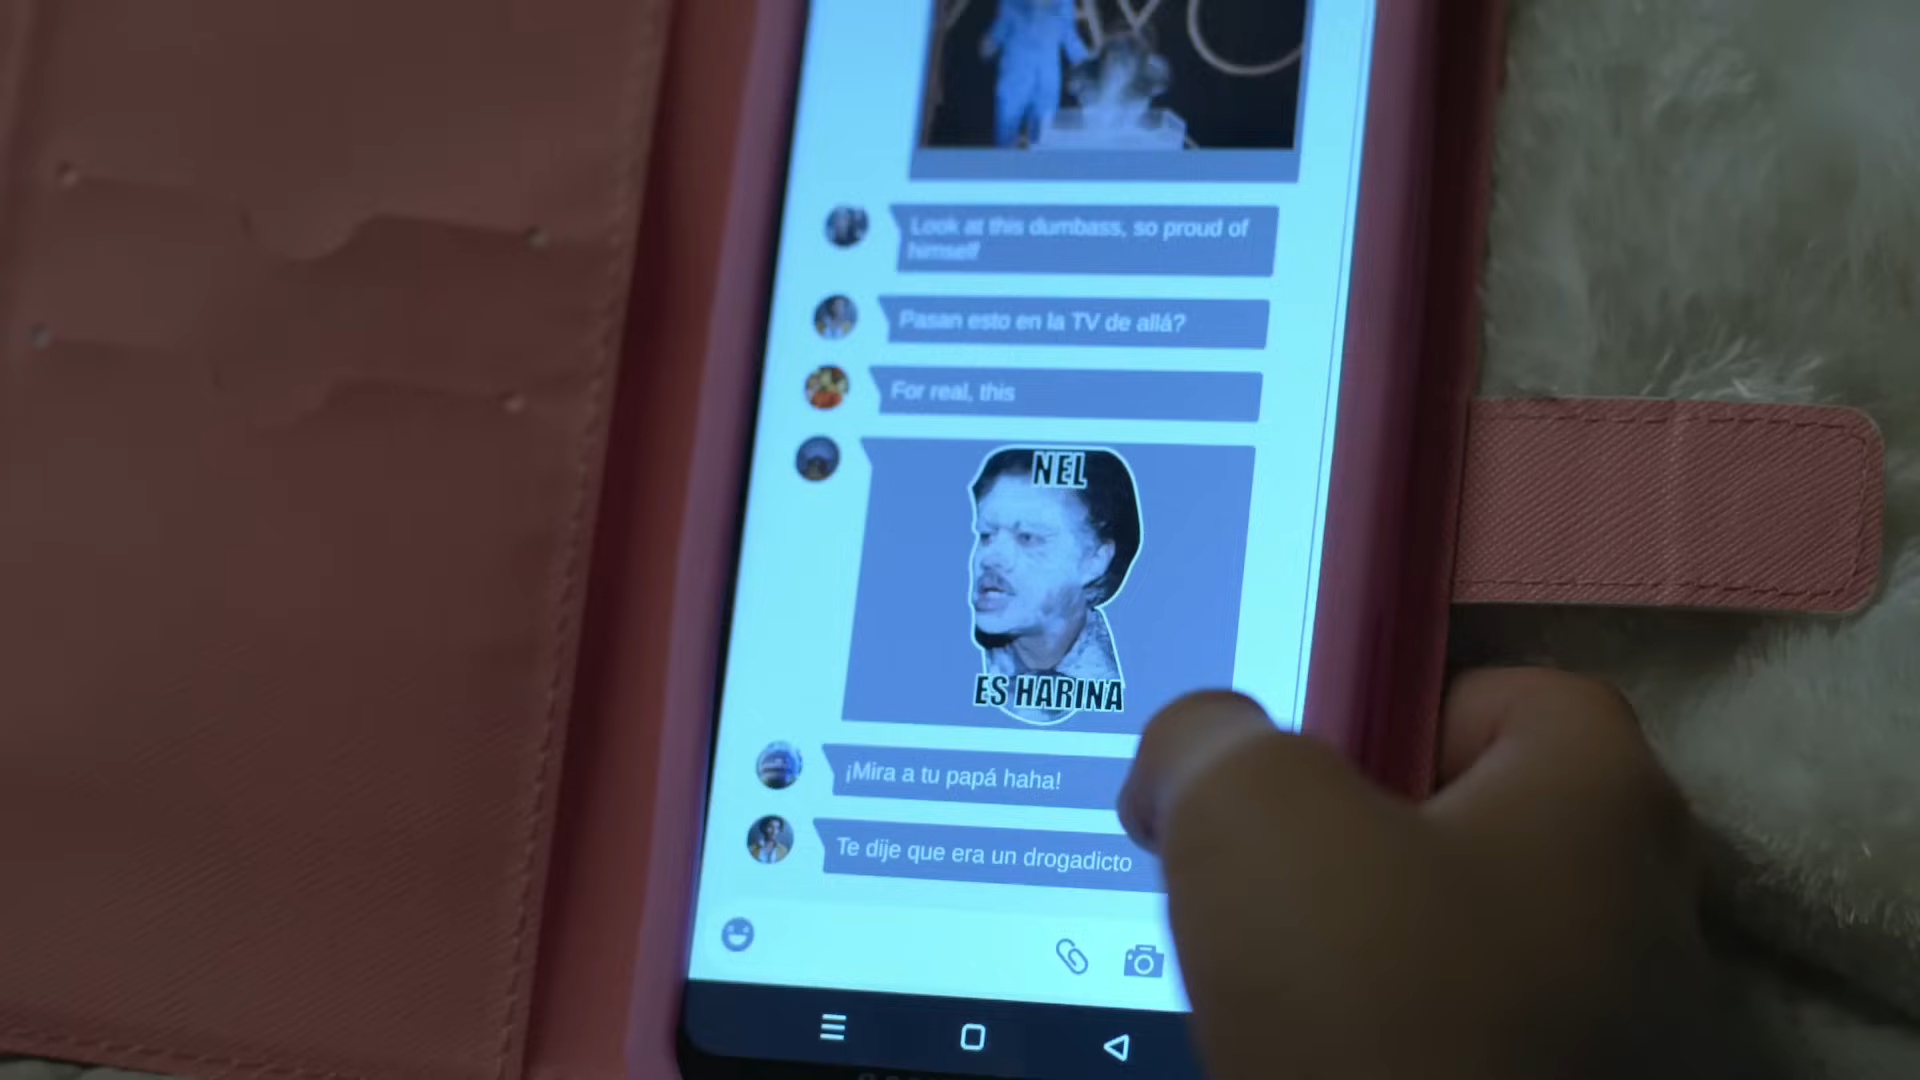 Look at this dumbass, so proud of
himself
Pasan esto en la TV de allá?
For real, this
NEL
ES HARINA
¡Mira a tu papá haha!
Te dije que era un drogadicto